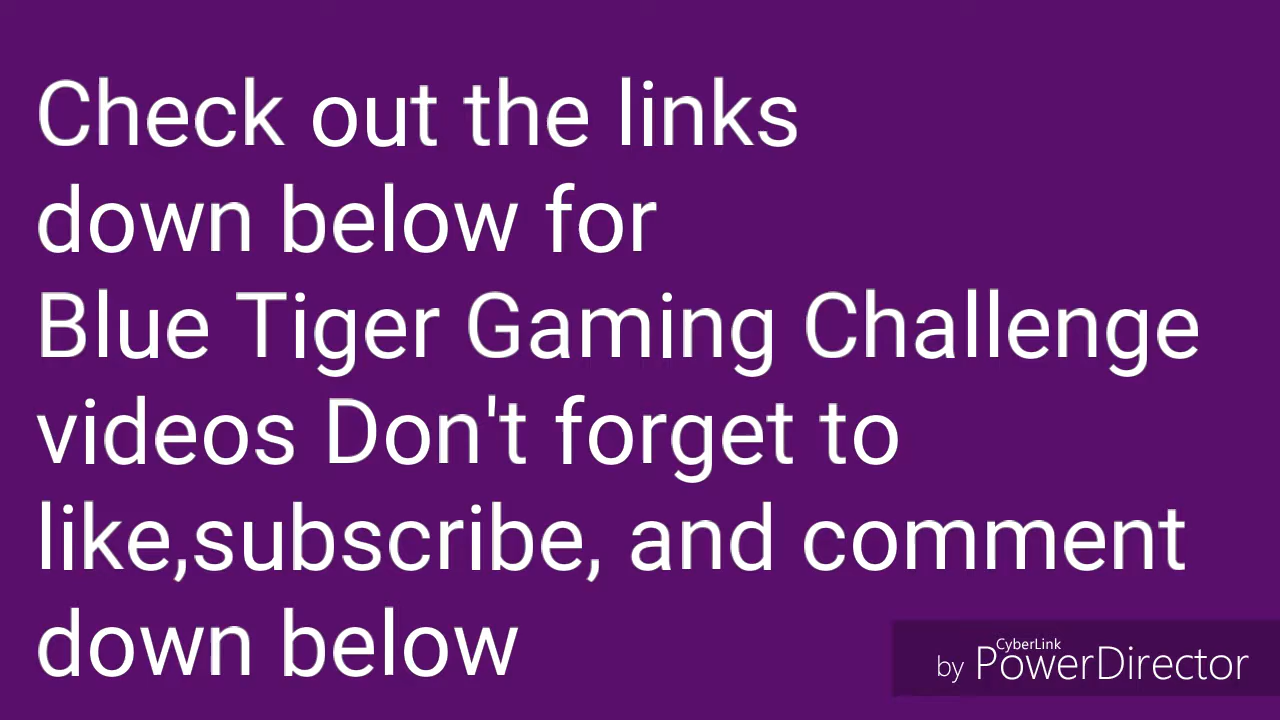 Check out the links
down below for
Blue Tiger Gaming Challenge
videos Don't forget to
like,subscribe, and comment
down below
CyberLink
by PowerDirector